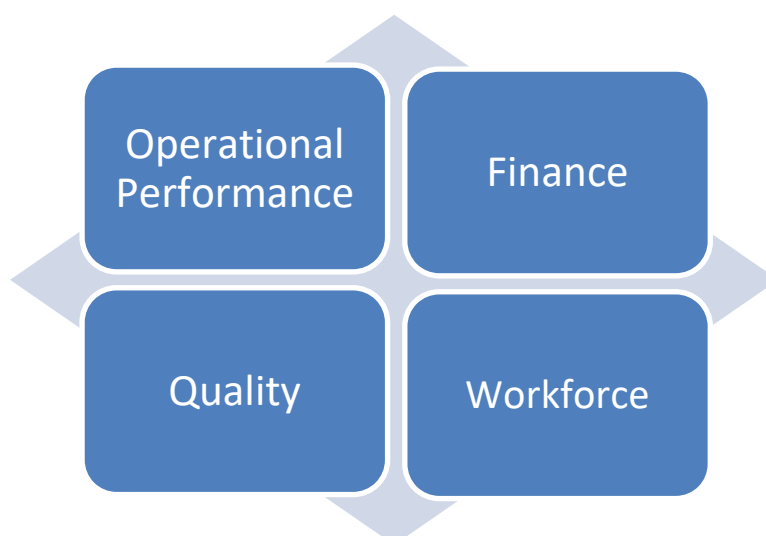 Operational
Performance
Finance
Quality
Workforce